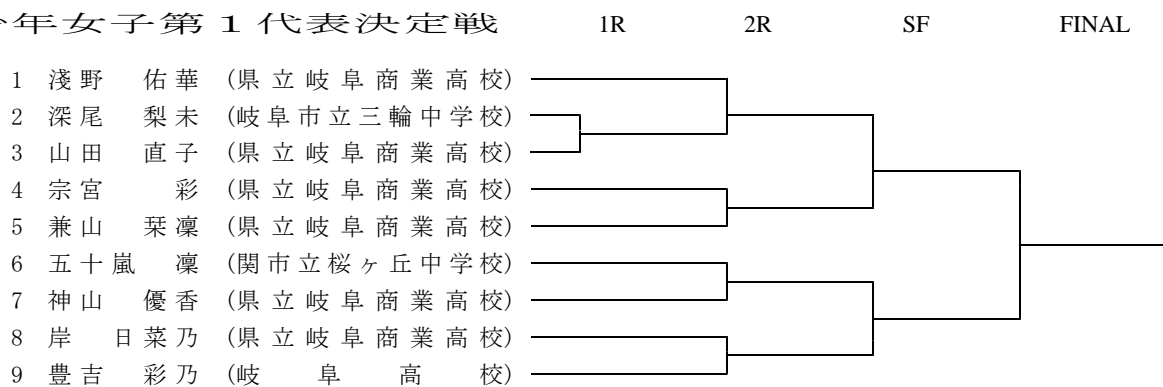 年女子第1代表決定戦 1R 2R SF FINAL
1 淺野 佑華 (県立岐阜商業高校)
2 深尾 梨未 (岐阜市立三輪中学校)
3 山田 直子 (県立岐阜商業高校)
4 宗宮 彩 (県立岐阜商業高校)
5 兼山 栞凜 (県立岐阜商業高校)
6 五十嵐 凜 (関市立桜ヶ丘中学校)
7 神山 優香 (県立岐阜商業高校)
8 岸 日菜乃 (県立岐阜商業高校)
9 豊吉 彩乃 (岐阜高校)